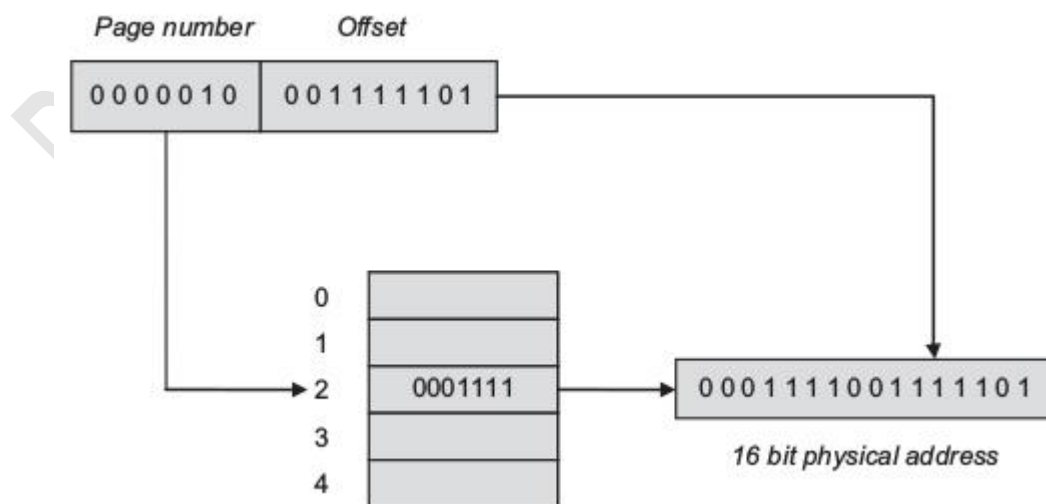 Page number Offset
0 0 0 0 0 1 0 0 0 1 1 1 1 1 0 1
0
1
2 0001111
3
4
0 0 0 1 1 1 1 0 0 1 1 1 1 1 0 1
16 bit physical address